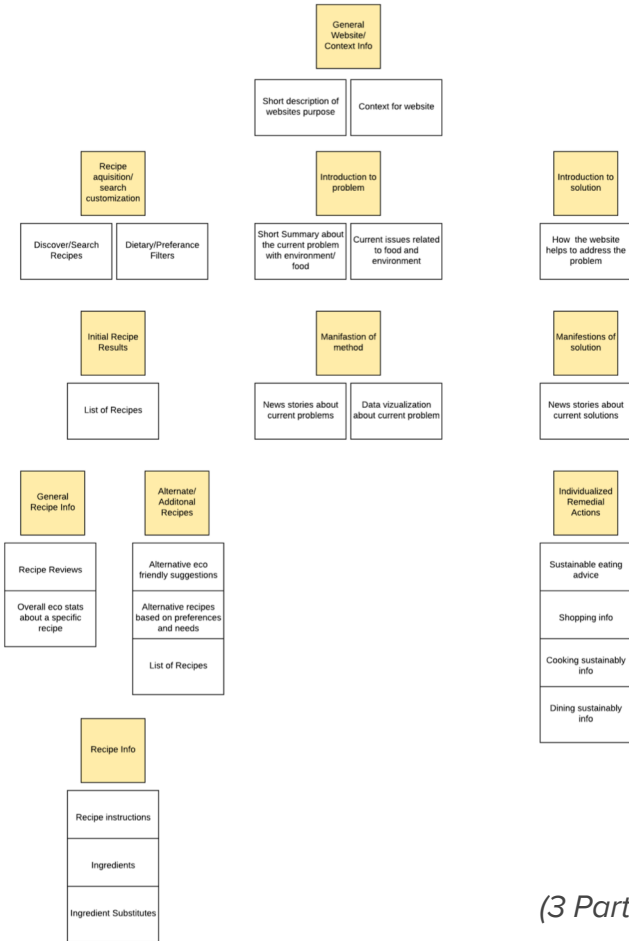 General
Website/
Context Info
Short description of
websites purpose
Context for website
Recipe
aquisition/
search
customization
Introduction to
problem
Introduction to
solution
Discover/Search
Recipes
Dietary/Preferance
Filters
Short Summary about
the current problem
with environment/
food
Current issues related
to food and
environment
How the website
helps to address the
problem
Initial Recipe
Results
Manifastion of
method
Manifestions of
solution
List of Recipes
News stories about
current problems
Data vizualization
about current problem
News stories about
current solutions
General
Recipe Info
Alternate/
Additonal
Recipes
Individualized
Remedial
Actions
Recipe Reviews
Overall eco stats
about a specific
recipe
Alternative eco
friendly suggestions
Alternative recipes
based on preferences
and needs
List of Recipes
Sustainable eating
advice
Shopping info
Cooking sustainably
info
Dining sustainably
info
Recipe Info
Recipe instructions
Ingredients
Ingredient Substitutes
(3 Part